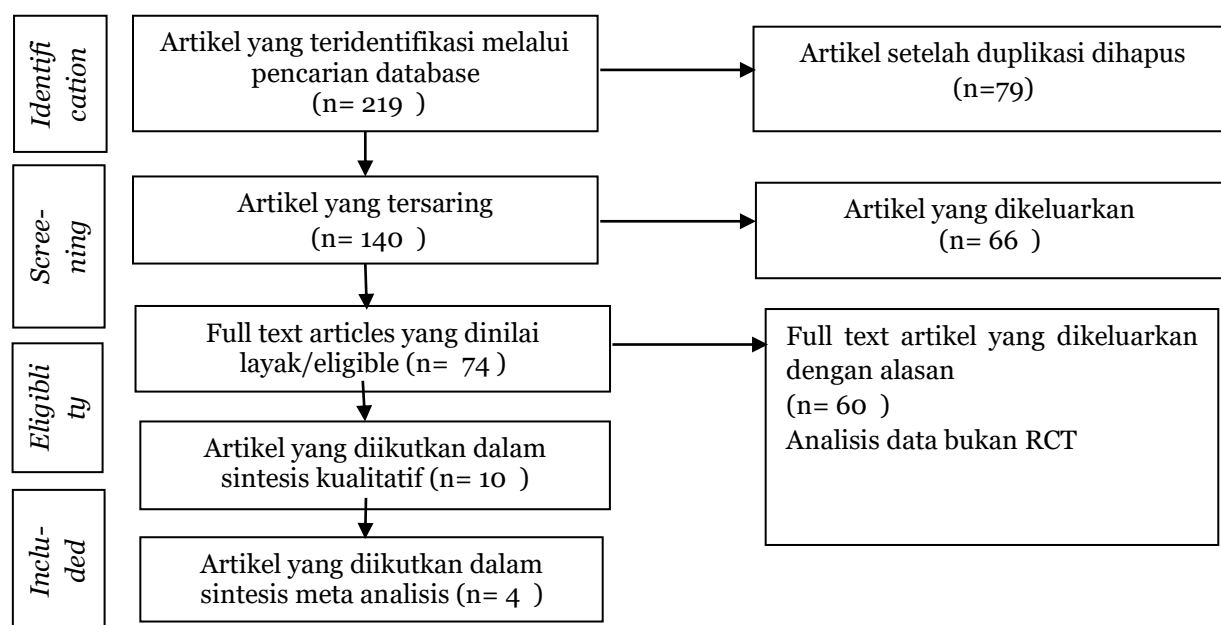 Identifi
cation
Artikel yang teridentifikasi melalui
pencarian database
(n= 219 )
Artikel setelah duplikasi dihapus
(n=79)
Scree-
ning
Artikel yang tersaring
(n= 140 )
Artikel yang dikeluarkan
(n= 66 )
Eligibli
ty
Full text articles yang dinilai
layak/eligible (n= 74 )
Full text artikel yang dikeluarkan
dengan alasan
(n= 60 )
Analisis data bukan RCT
Artikel yang diikutkan dalam
sintesis kualitatif (n= 10 )
Inclu-
ded
Artikel yang diikutkan dalam
sintesis meta analisis (n= 4 )